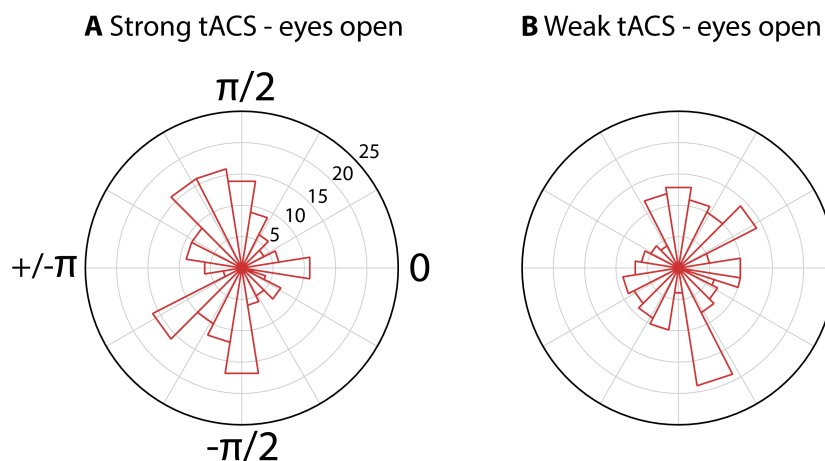 A Strong tACS - eyes open
B Weak tACS - eyes open
π/2
25
20
15
10
5
+/-π
0
-π/2